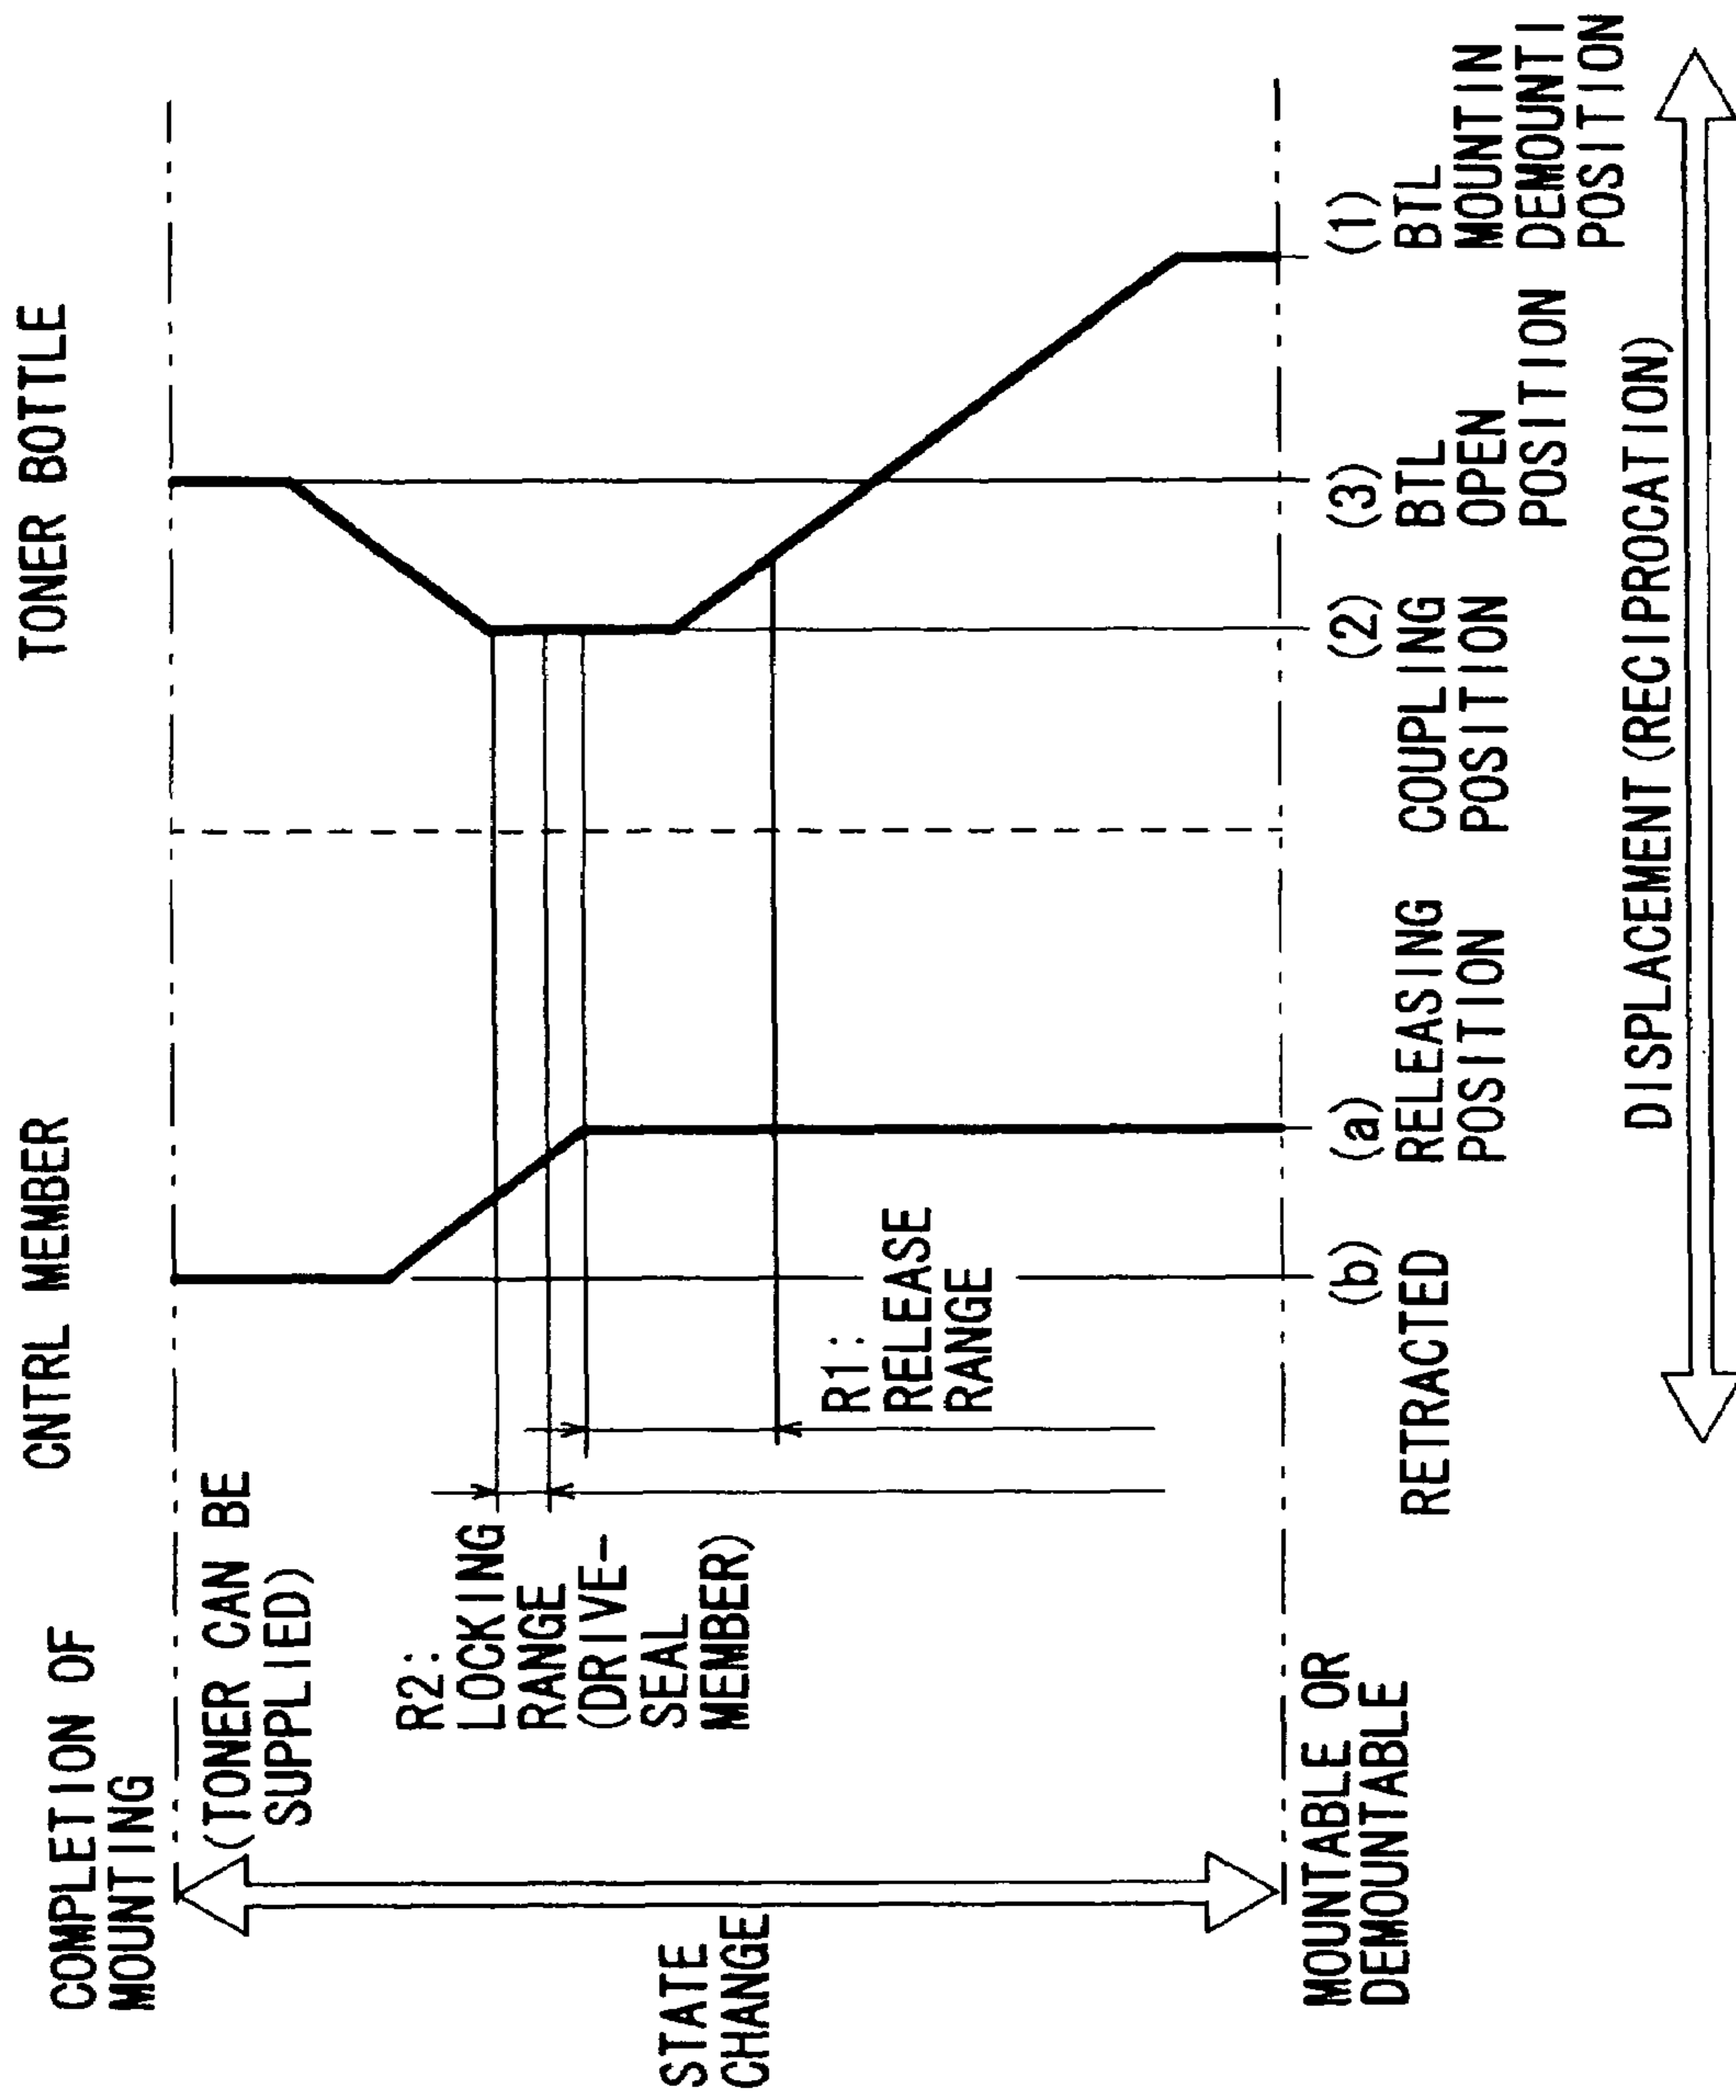 COMPLETION OF
MOUNTING
(TONER CAN BE
SUPPLIED)
CNTRL MEMBER
TONER BOTTLE
STATE
CHANGE
R2:
LOCKING
RANGE
(DRIVE-
SEAL
MEMBER)
R1:
RELEASE
RANGE
MOUNTABLE OR
DEMOUNTABLE
(b)
RETRACTED
(a)
RELEASING
POSITION
(2)
COUPLING
POSITION
(3)
BTL
OPEN
POSITION
(1)
BTL
MOUNTIN
DEMOUNTI
POSITION
DISPLACEMENT(RECIPROCATION)